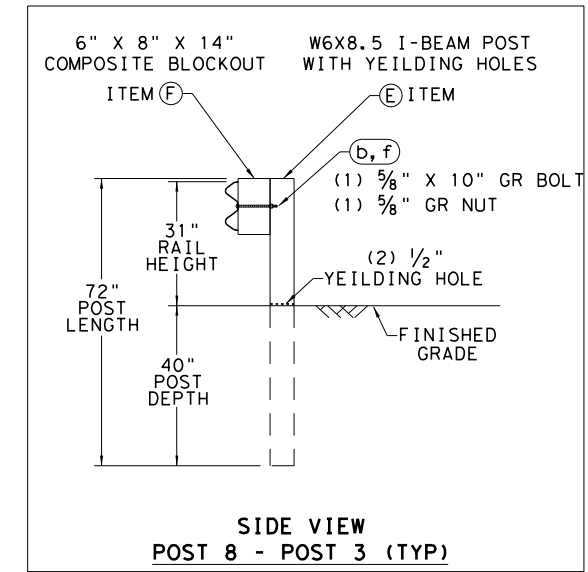 6" X 8" X 14"
COMPOSITE BLOCKOUT
ITEM F
W6X8.5 I-BEAM POST
WITH YEILDING HOLES
E ITEM
b, f
(1) 5/8" X 10" GR BOLT
(1) 5/8" GR NUT
31"
RAIL
HEIGHT
(2) 1/2"
YEILDING HOLE
72"
POST
LENGTH
FINISHED
GRADE
40"
POST
DEPTH
SIDE VIEW
POST 8 - POST 3 (TYP)